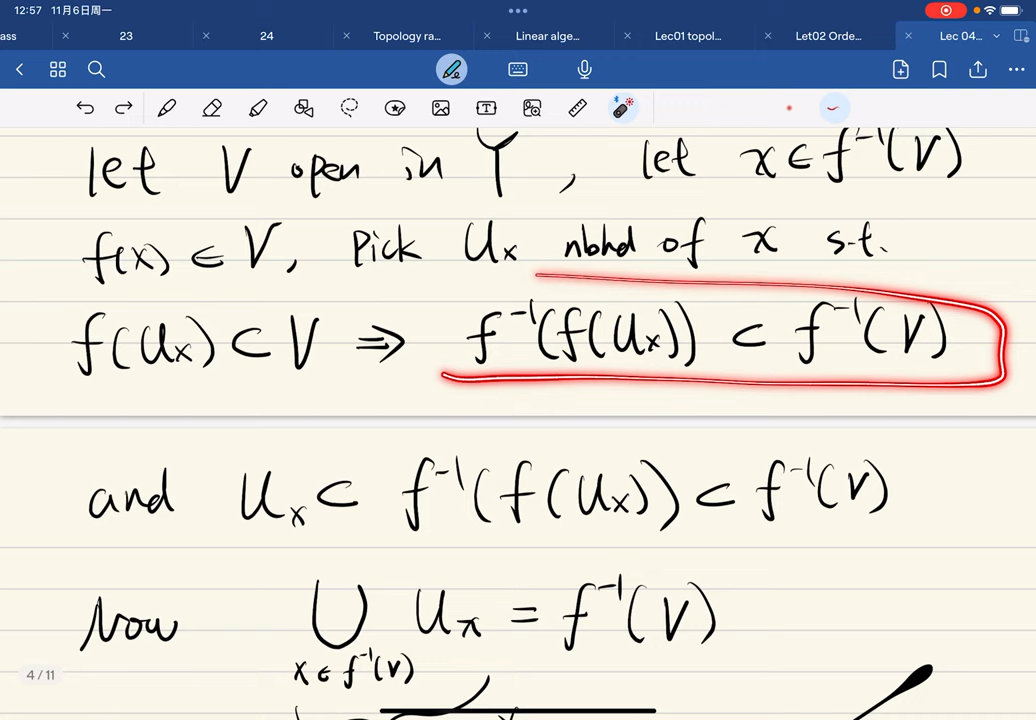 12:57 11月6日周一
ass 23 24 Topology ra... Linear alge... Lec01 topol... Let02 Orde... Lec 04...
let V open in Y, let x ∈ f⁻¹(V)
f(x) ∈ V, Pick Uₓ nbhd of x s.t.
f(Uₓ) ⊂ V ⇒ f⁻¹(f(Uₓ)) ⊂ f⁻¹(V)
and Uₓ ⊂ f⁻¹(f(Uₓ)) ⊂ f⁻¹(V)
Now ⋃ Uₓ = f⁻¹(V)
x ∈ f⁻¹(V)
4/11